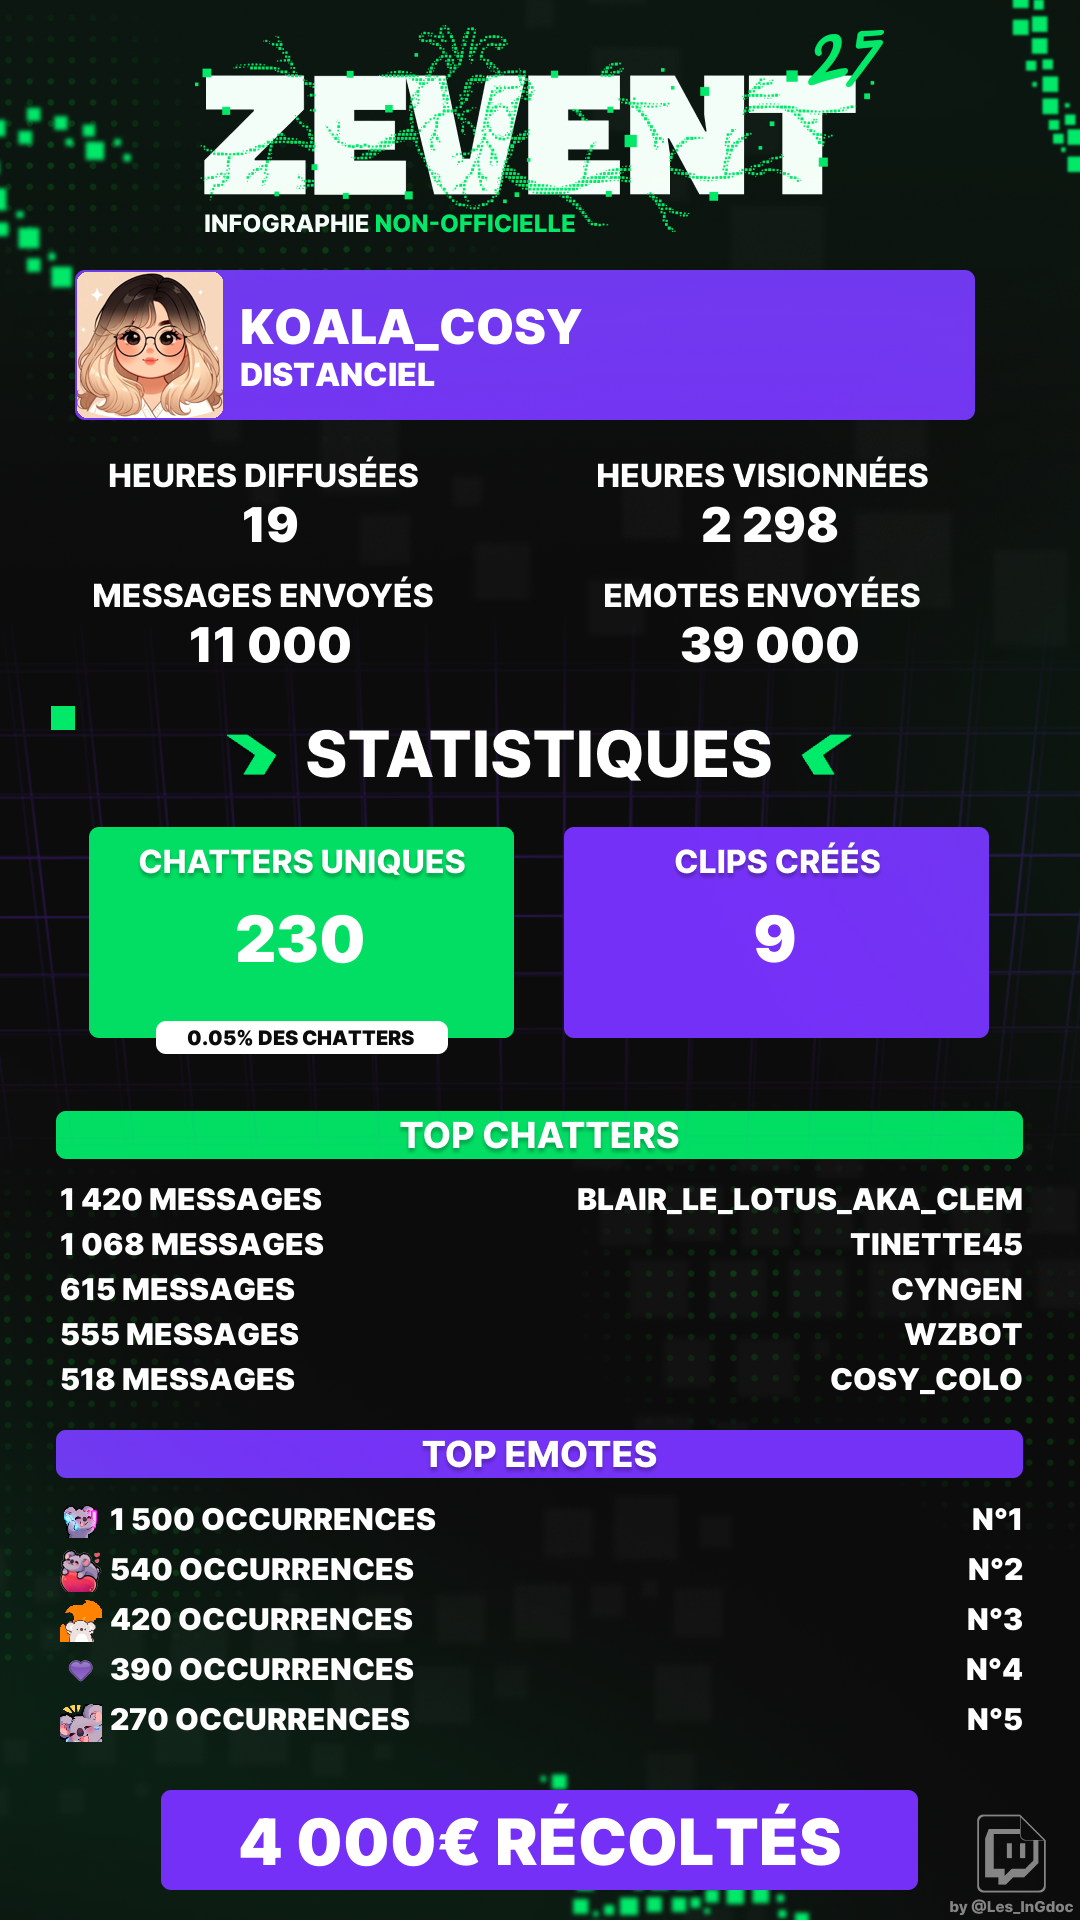 ZEVENT 25
INFOGRAPHIE NON-OFFICIELLE
KOALA_COSY
DISTANCIEL
HEURES DIFFUSÉES
19
HEURES VISIONNÉES
2 298
MESSAGES ENVOYÉS
11 000
EMOTES ENVOYÉES
39 000
STATISTIQUES
CHATTERS UNIQUES
230
0.05% DES CHATTERS
CLIPS CRÉÉS
9
TOP CHATTERS
1 420 MESSAGES BLAIR_LE_LOTUS_AKA_CLEM
1 068 MESSAGES TINETTE45
615 MESSAGES CYNGEN
555 MESSAGES WZBOT
518 MESSAGES COSY_COLO
TOP EMOTES
1 500 OCCURRENCES N°1
540 OCCURRENCES N°2
420 OCCURRENCES N°3
390 OCCURRENCES N°4
270 OCCURRENCES N°5
4 000€ RÉCOLTÉS
by @Les_InGdoc